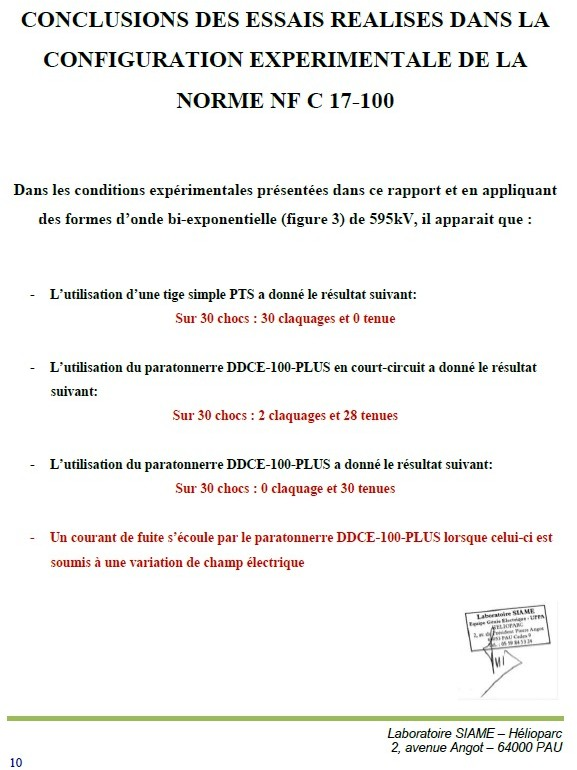 CONCLUSIONS DES ESSAIS REALISES DANS LA
CONFIGURATION EXPERIMENTALE DE LA
NORME NF C 17-100
Dans les conditions expérimentales présentées dans ce rapport et en appliquant
des formes d'onde bi-exponentielle (figure 3) de 595kV, il apparait que :
- L'utilisation d'une tige simple PTS a donné le résultat suivant:
Sur 30 chocs : 30 claquages et 0 tenue
- L'utilisation du paratonnerre DDCE-100-PLUS en court-circuit a donné le résultat
suivant:
Sur 30 chocs : 2 claquages et 28 tenues
- L'utilisation du paratonnerre DDCE-100-PLUS a donné le résultat suivant:
Sur 30 chocs : 0 claquage et 30 tenues
- Un courant de fuite s'écoule par le paratonnerre DDCE-100-PLUS lorsque celui-ci est
soumis à une variation de champ électrique
Laboratoire SIAME
Equipe Génie Electrique - UPPA
HELIOPARC
2, av. du Président Pierre Angot
PAU Cedex 9
Laboratoire SIAME – Hélioparc
2, avenue Angot – 64000 PAU
10